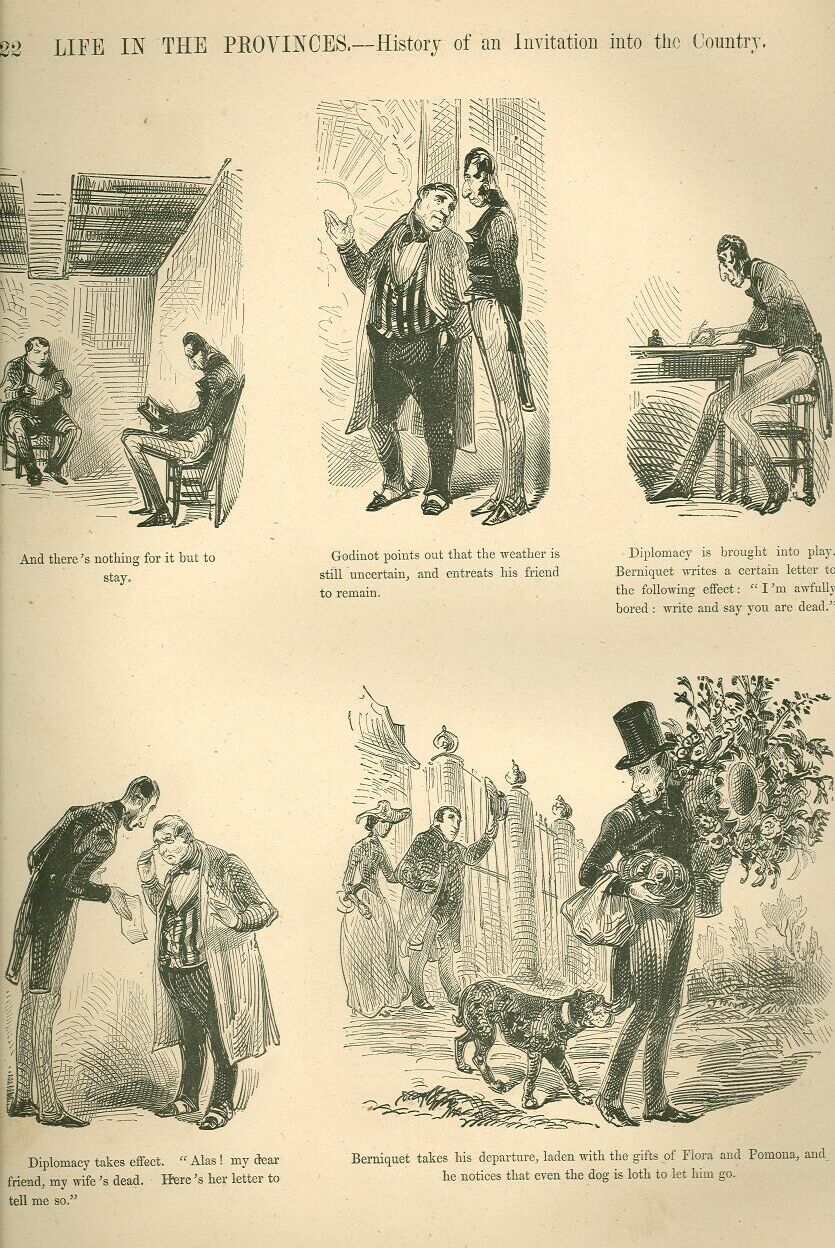 22 LIFE IN THE PROVINCES.—History of an Invitation into the Country.
And there's nothing for it but to
stay.
Godinot points out that the weather is
still uncertain, and entreats his friend
to remain.
Diplomacy is brought into play.
Berniquet writes a certain letter to
the following effect: "I'm awfully
bored: write and say you are dead."
Diplomacy takes effect. "Alas! my dear
friend, my wife's dead. Here's her letter to
tell me so."
Berniquet takes his departure, laden with the gifts of Flora and Pomona, and
he notices that even the dog is loth to let him go.